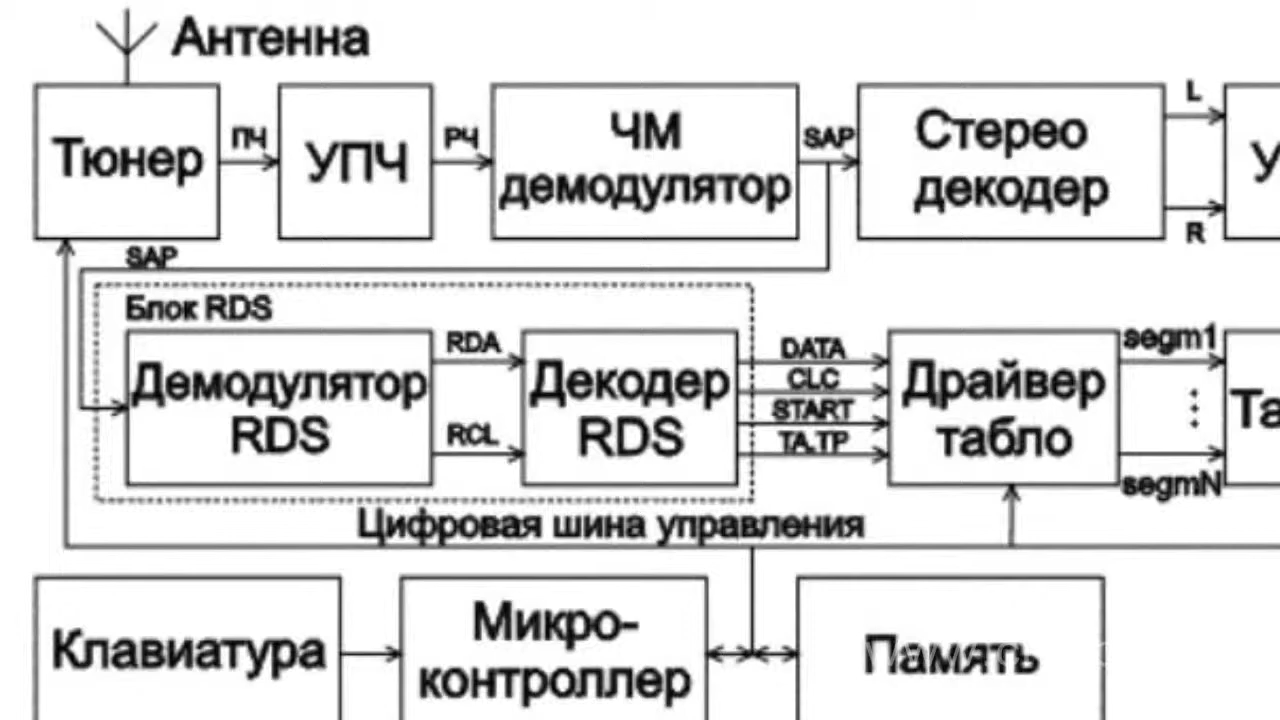 Антенна
Тюнер
ПЧ
УПЧ
РЧ
ЧМ
демодулятор
SAP
Стерео
декодер
L
R
У
SAP
Блок RDS
Демодулятор
RDS
RDA
RCL
Декодер
RDS
DATA
CLC
START
TA.TP
Драйвер
табло
segm1
segmN
Та
Цифровая шина управления
Клавиатура
Микро-
контроллер
Память